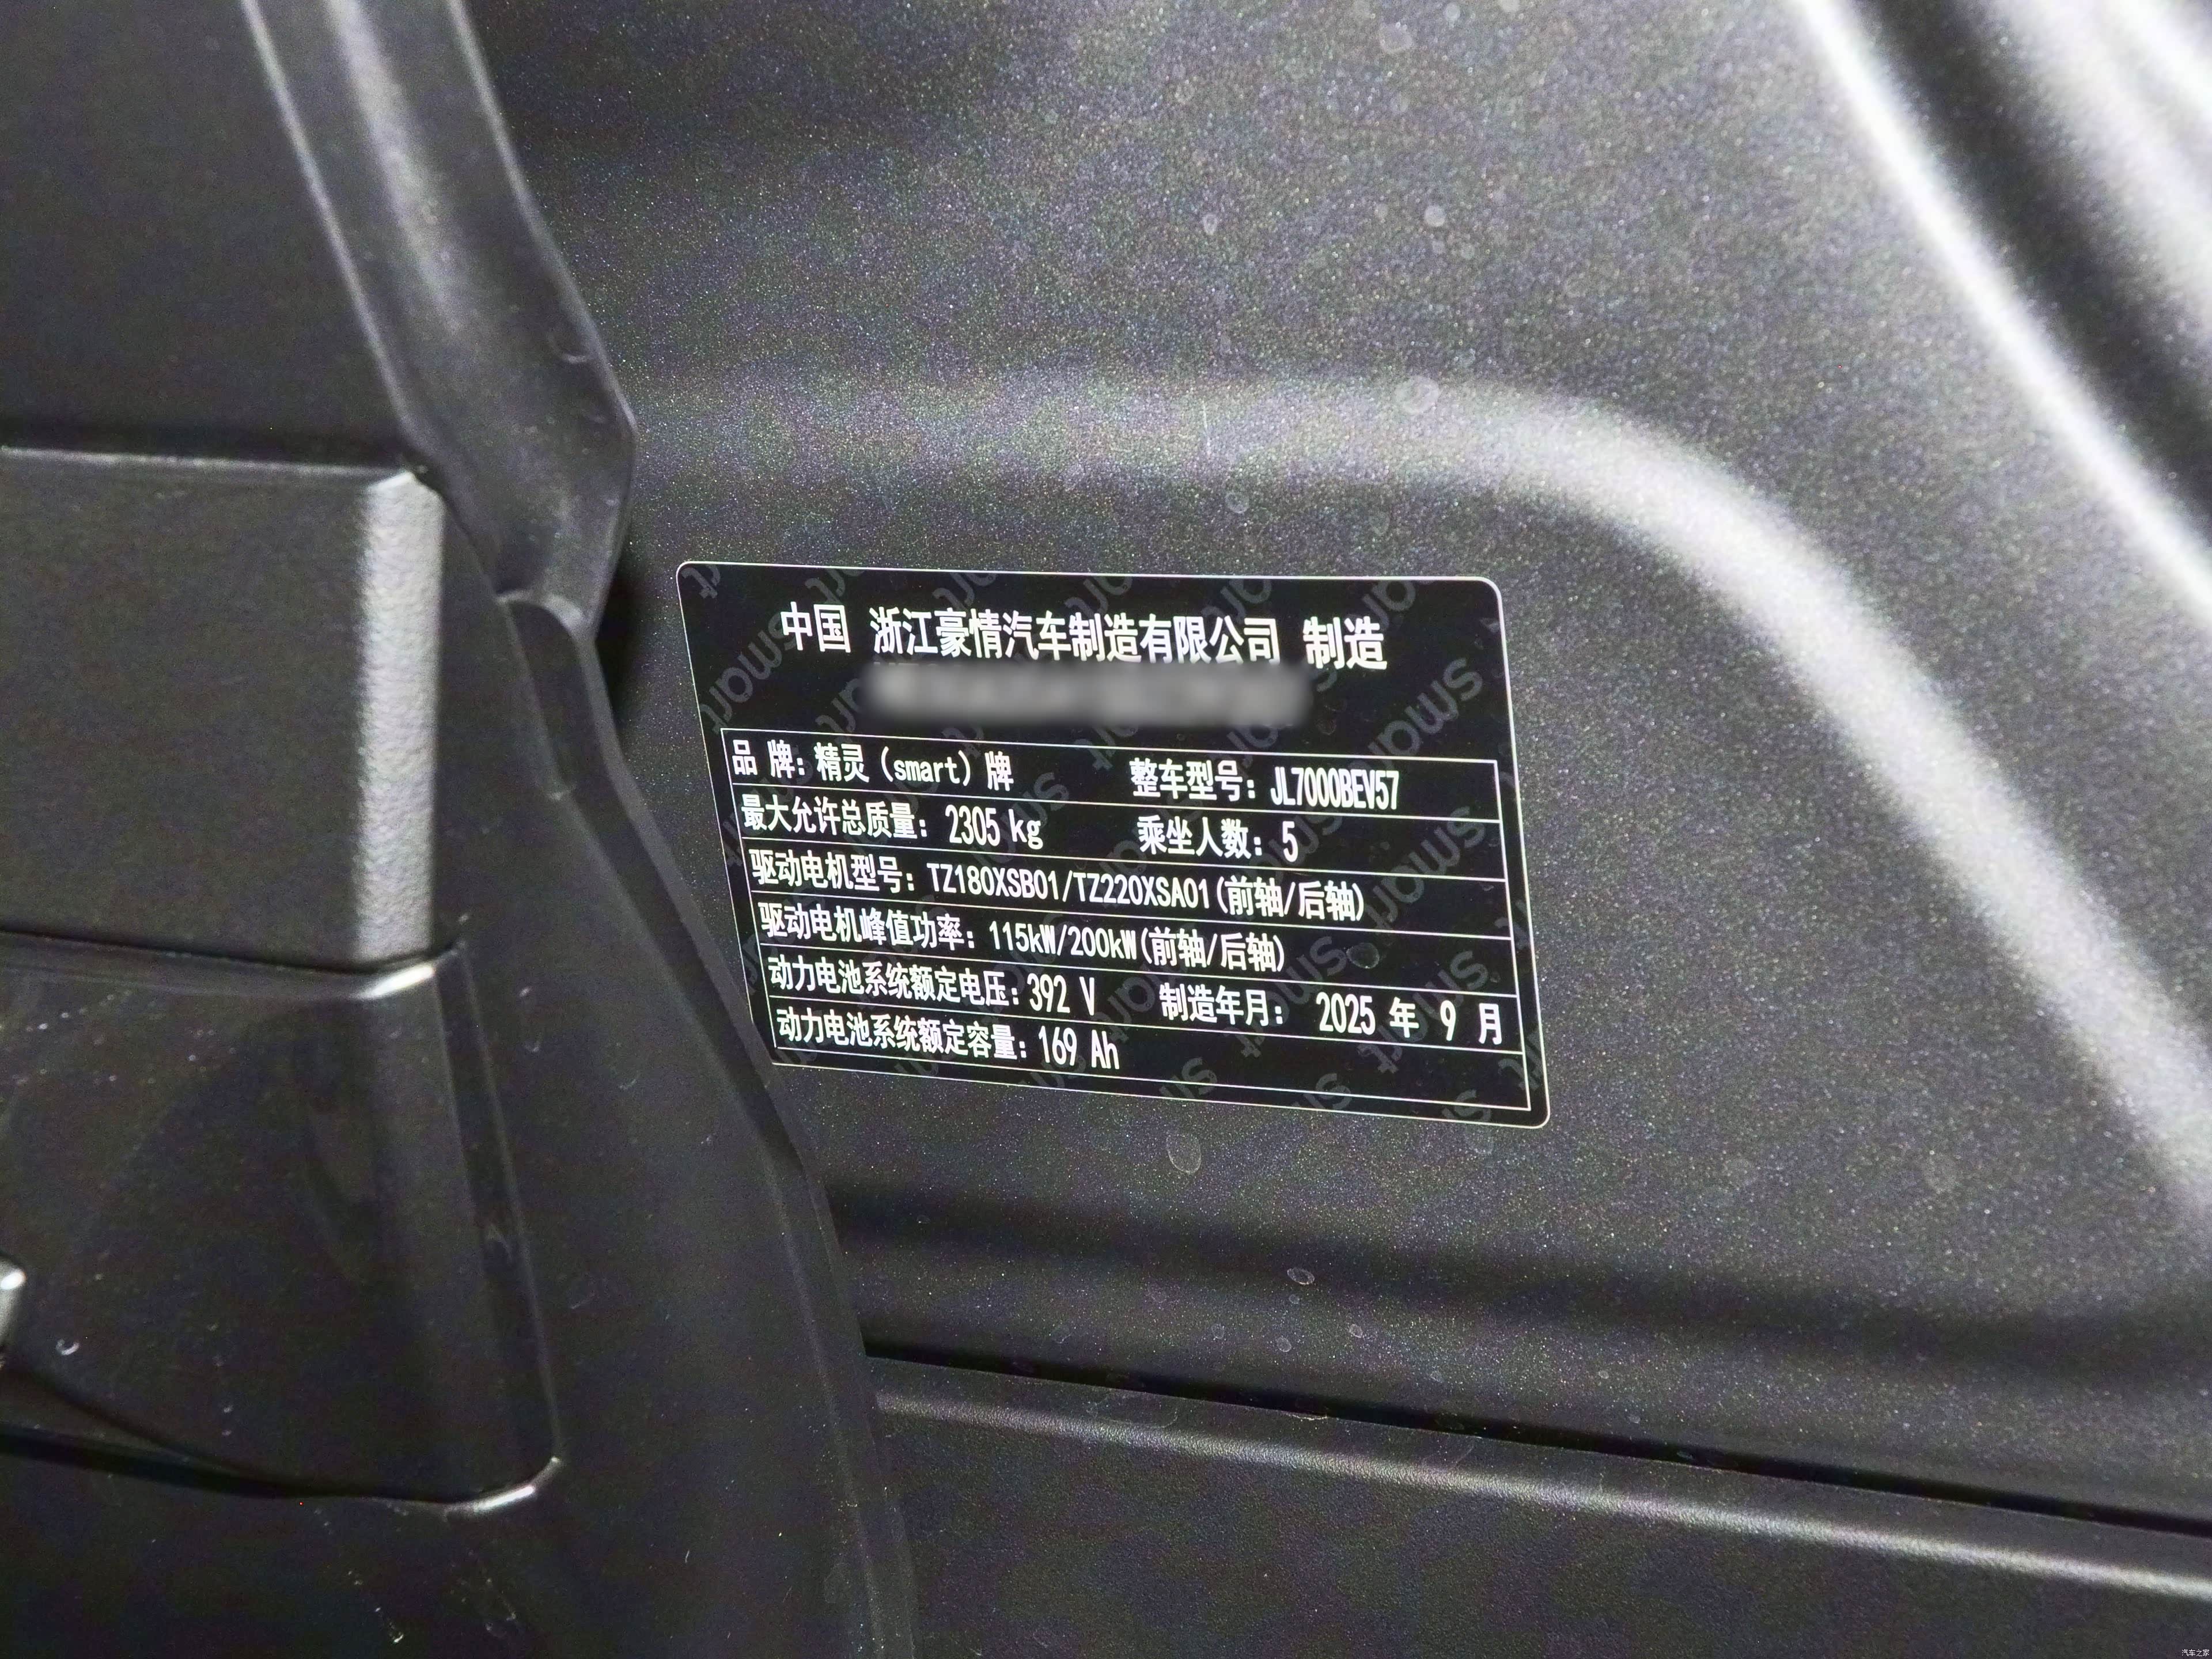 中国 浙江豪情汽车制造有限公司 制造
品 牌：精灵（smart）牌 整车型号：JL7000BEV57
最大允许总质量：2305 kg 乘坐人数：5
驱动电机型号：TZ180XSB01/TZ220XSA01(前轴/后轴)
驱动电机峰值功率：115kW/200kW(前轴/后轴)
动力电池系统额定电压：392 V 制造年月： 2025 年 9 月
动力电池系统额定容量：169 Ah
汽车之家